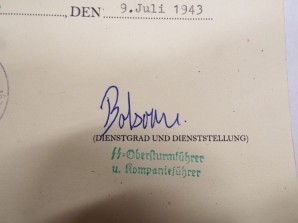 , DEN 9. Juli 1943
(DIENSTGRAD UND DIENSTSTELLUNG)
ᛋᛋ-Obersturmführer
u. Kompanieführer